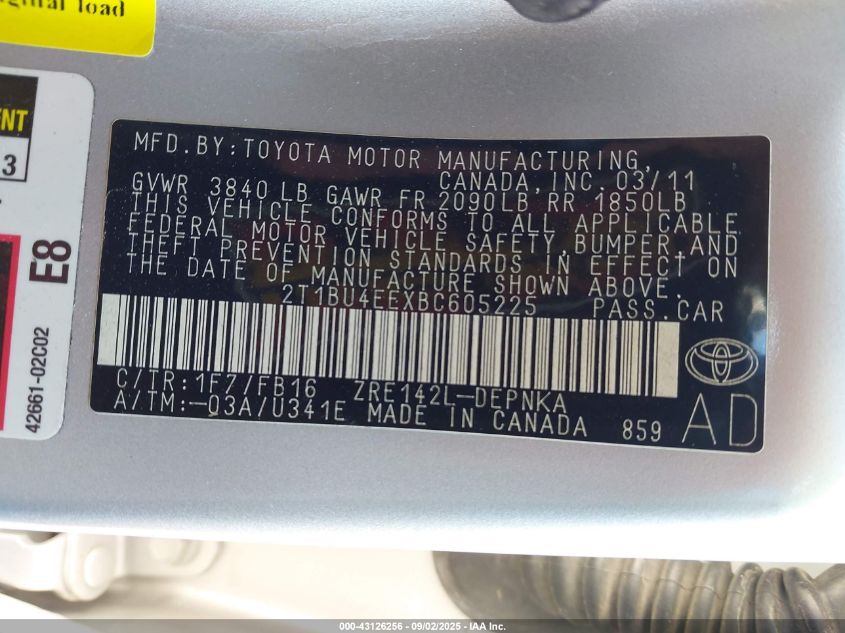 ginal load
ENT
3
E8
42661-02C02
MFD.BY:TOYOTA MOTOR MANUFACTURING,
CANADA,INC. 03/11
GVWR 3840 LB GAWR FR 2090LB RR 1850LB
THIS VEHICLE CONFORMS TO ALL APPLICABLE
FEDERAL MOTOR VEHICLE SAFETY,BUMPER,AND
THEFT PREVENTION STANDARDS IN EFFECT ON
THE DATE OF MANUFACTURE SHOWN ABOVE.
2T1BU4EEXBC605225 PASS.CAR
C/TR:1F7/FB16 ZRE142L-DEPNKA
A/TM:-03A/U341E MADE IN CANADA 859
AD
000-43126256 - 09/02/2025 - IAA Inc.